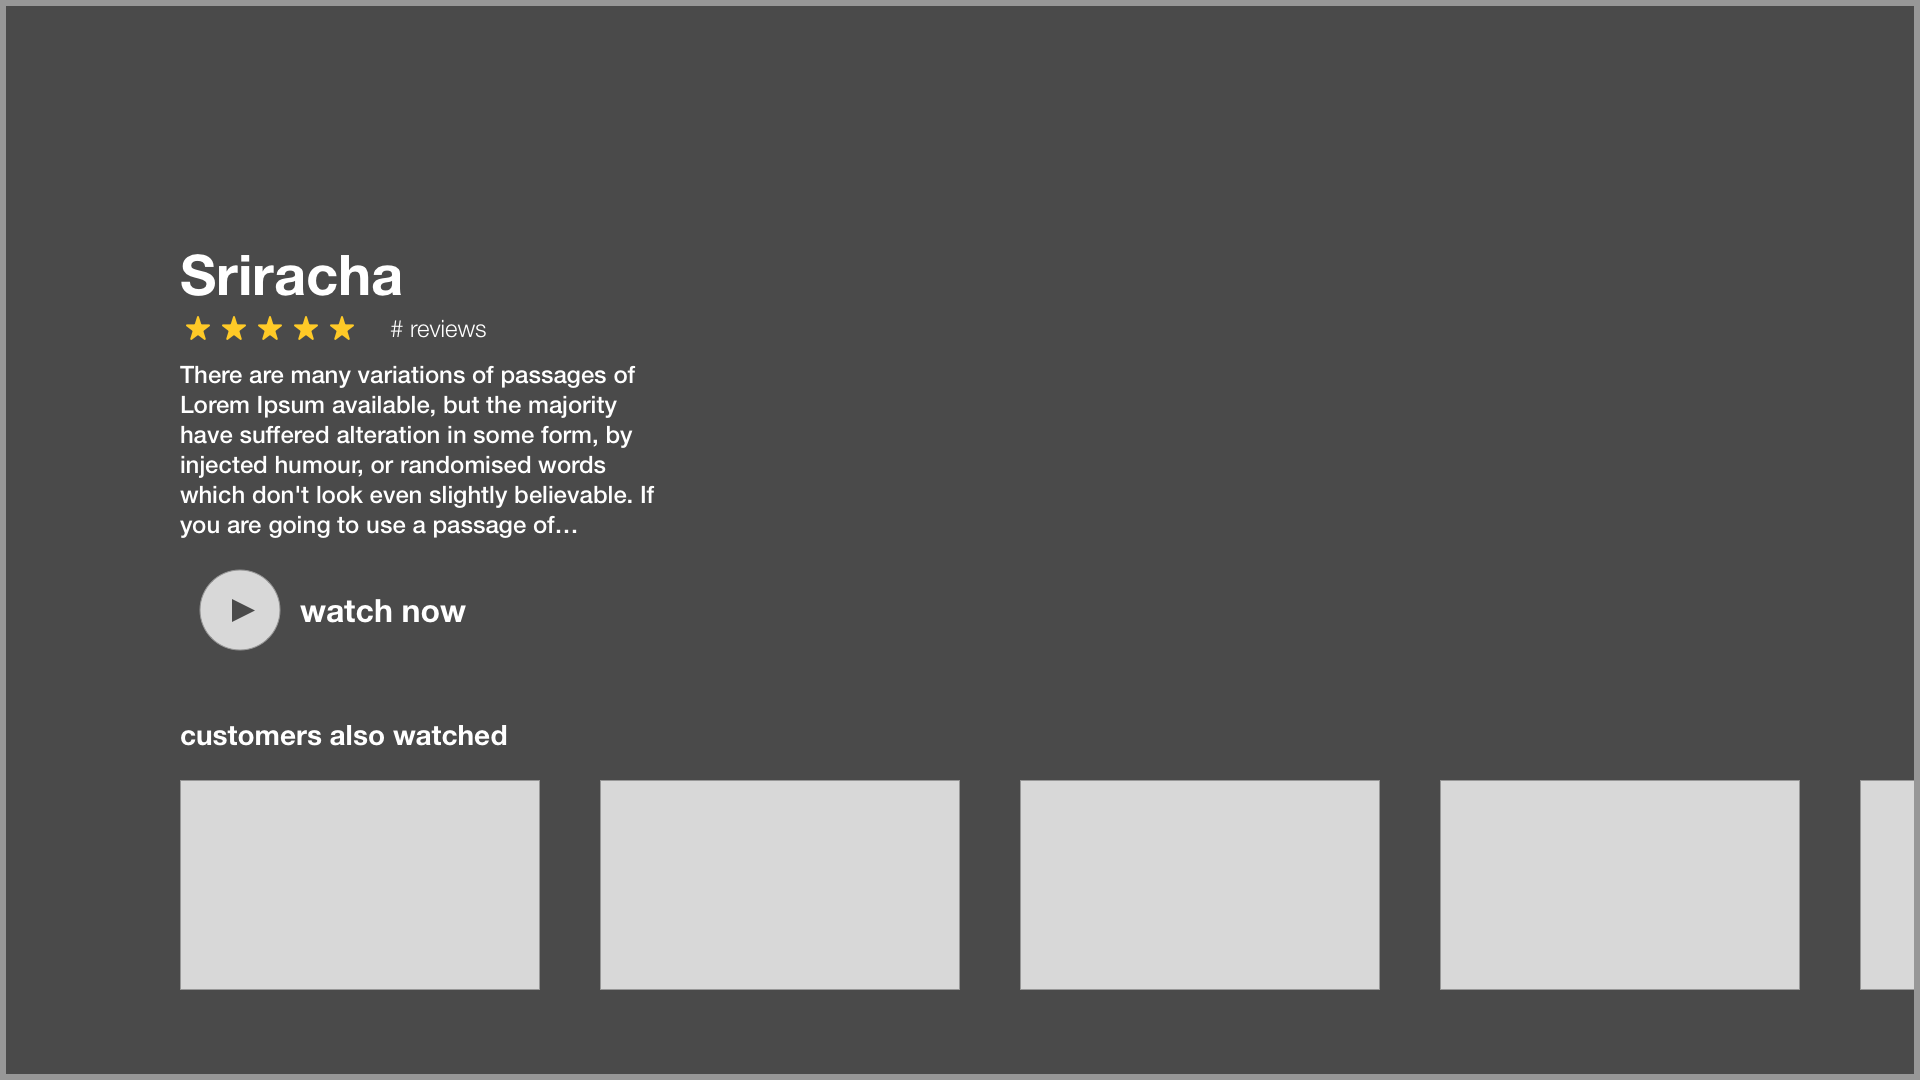 Sriracha
# reviews
There are many variations of passages of
Lorem Ipsum available, but the majority
have suffered alteration in some form, by
injected humour, or randomised words
which don't look even slightly believable. If
you are going to use a passage of…
watch now
customers also watched